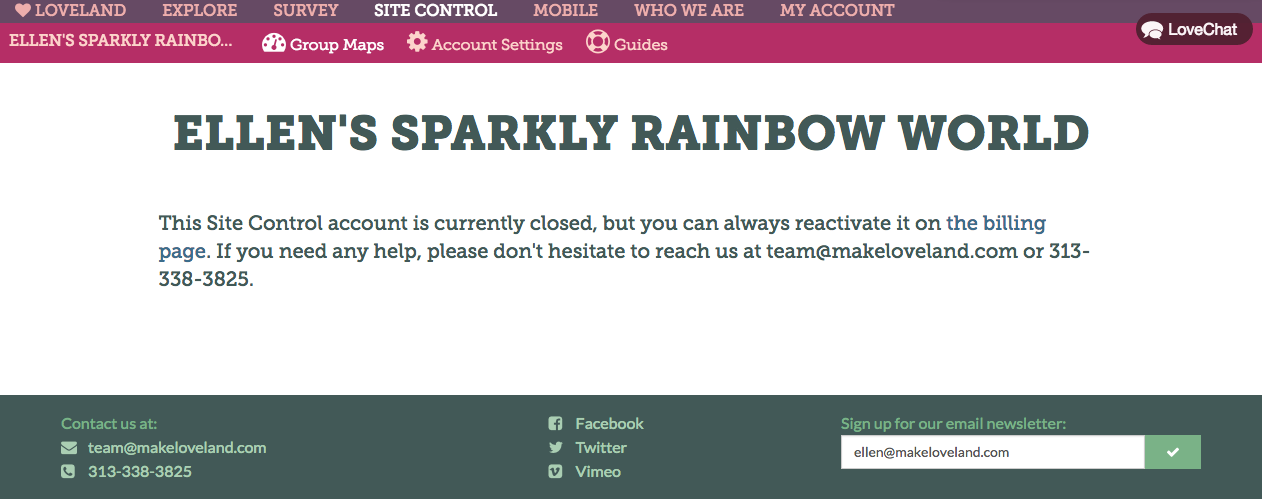 LOVELAND EXPLORE SURVEY SITE CONTROL MOBILE WHO WE ARE MY ACCOUNT
LoveChat
ELLEN'S SPARKLY RAINBO... Group Maps Account Settings Guides
ELLEN'S SPARKLY RAINBOW WORLD
This Site Control account is currently closed, but you can always reactivate it on the billing
page. If you need any help, please don't hesitate to reach us at team@makeloveland.com or 313-
338-3825.
Contact us at:
team@makeloveland.com
313-338-3825
Facebook
Twitter
Vimeo
Sign up for our email newsletter:
ellen@makeloveland.com